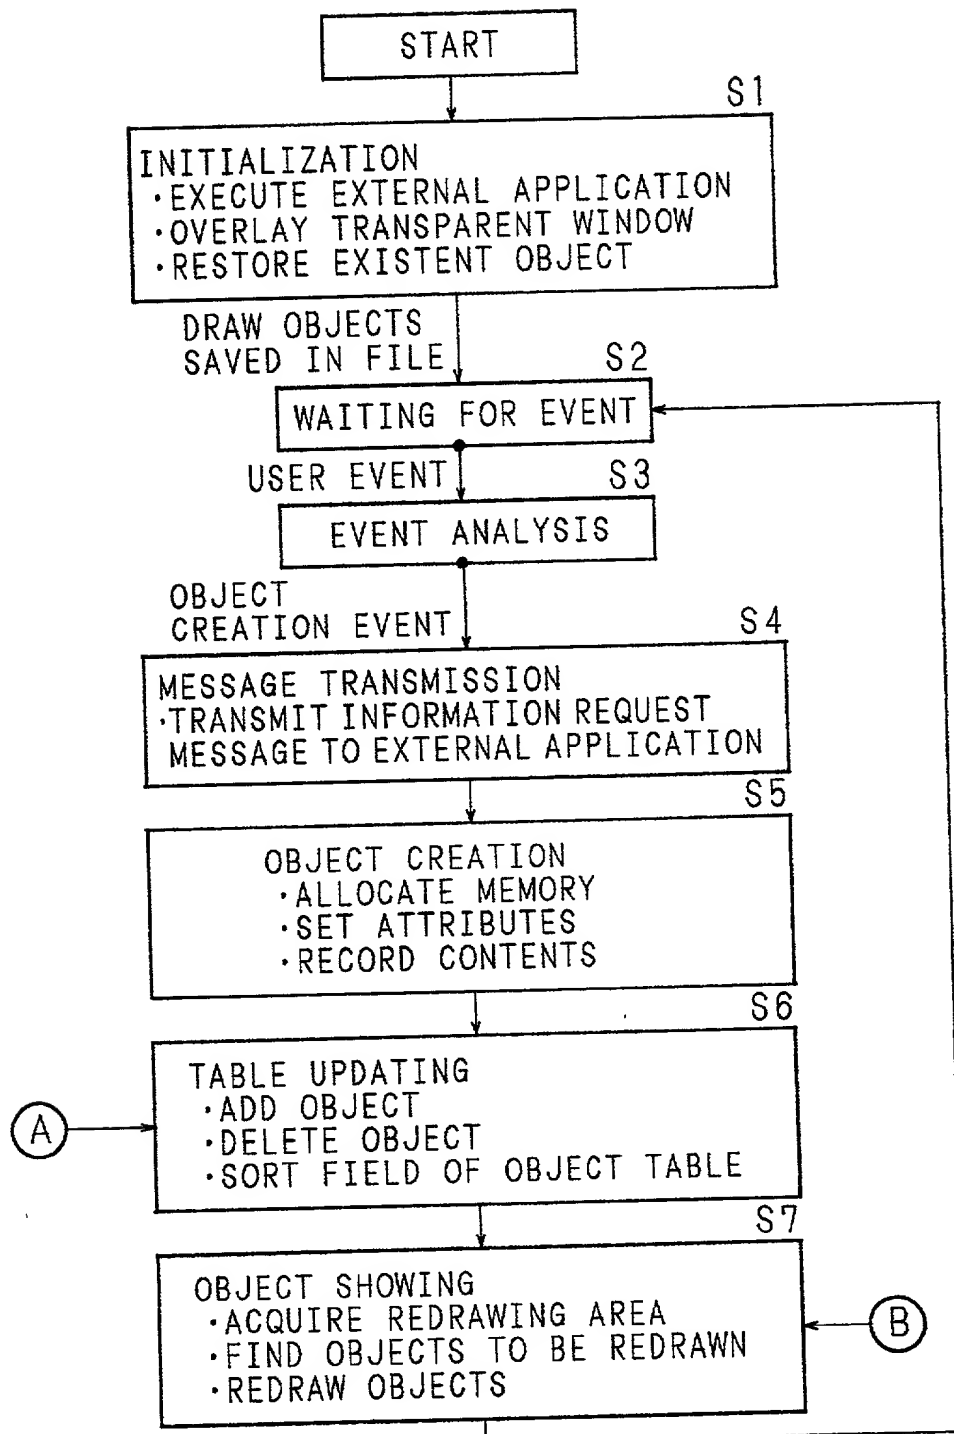 START
S1
INITIALIZATION
·EXECUTE EXTERNAL APPLICATION
·OVERLAY TRANSPARENT WINDOW
·RESTORE EXISTENT OBJECT
DRAW OBJECTS
SAVED IN FILE
S2
WAITING FOR EVENT
USER EVENT
S3
EVENT ANALYSIS
OBJECT
CREATION EVENT
S4
MESSAGE TRANSMISSION
·TRANSMIT INFORMATION REQUEST
MESSAGE TO EXTERNAL APPLICATION
S5
OBJECT CREATION
·ALLOCATE MEMORY
·SET ATTRIBUTES
·RECORD CONTENTS
S6
TABLE UPDATING
·ADD OBJECT
·DELETE OBJECT
·SORT FIELD OF OBJECT TABLE
A
S7
OBJECT SHOWING
·ACQUIRE REDRAWING AREA
·FIND OBJECTS TO BE REDRAWN
·REDRAW OBJECTS
B